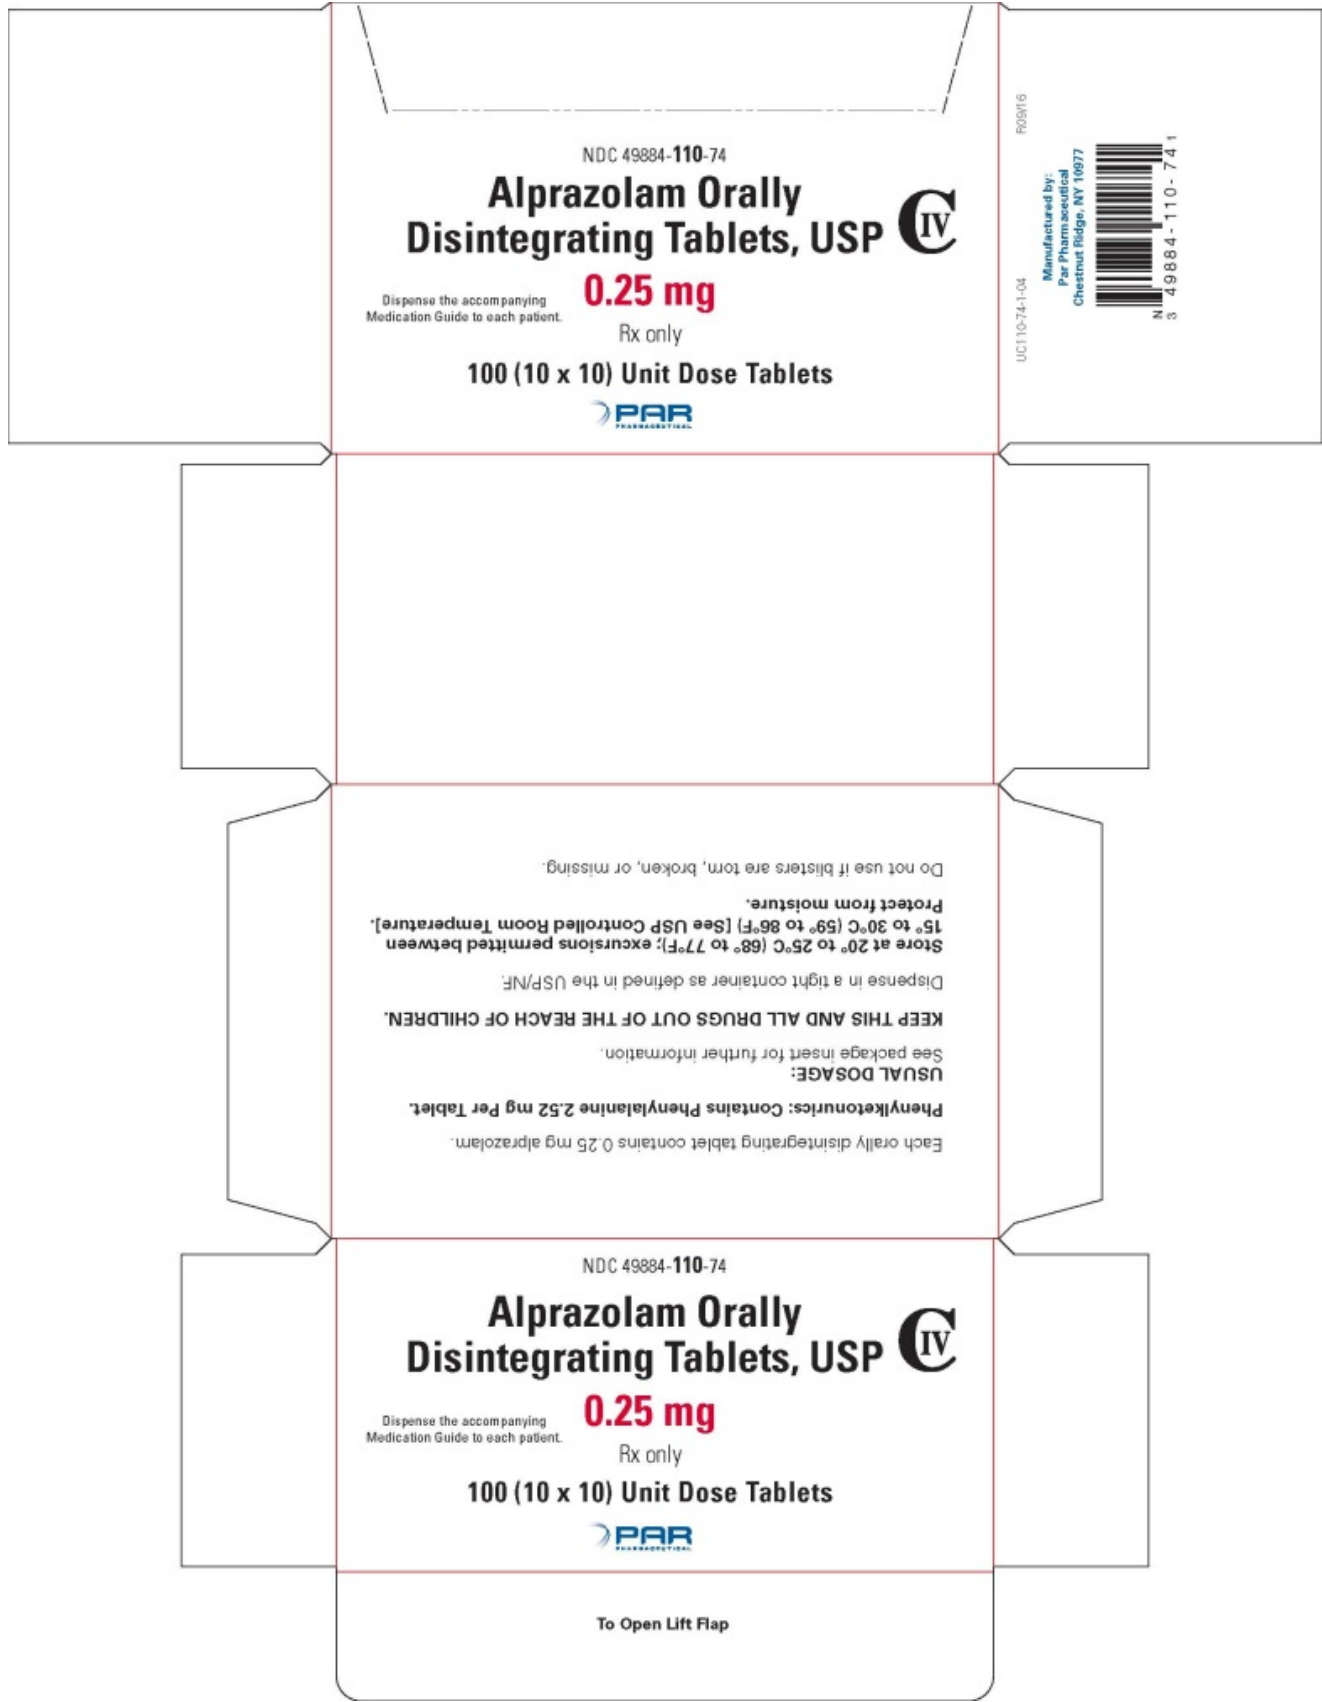 NDC 49884-110-74
Alprazolam Orally
Disintegrating Tablets, USP
CIV
0.25 mg
Dispense the accompanying
Medication Guide to each patient.
Rx only
100 (10 x 10) Unit Dose Tablets
PAR
PHARMACEUTICAL
UC110-74-1-04
R09/16
Manufactured by:
Par Pharmaceutical
Chestnut Ridge, NY 10977
N
3 49884-110-74 1
Each orally disintegrating tablet contains 0.25 mg alprazolam.
Phenylketonurics: Contains Phenylalanine 2.52 mg Per Tablet.
USUAL DOSAGE:
See package insert for further information.
KEEP THIS AND ALL DRUGS OUT OF THE REACH OF CHILDREN.
Dispense in a tight container as defined in the USP/NF.
Store at 20° to 25°C (68° to 77°F); excursions permitted between
15° to 30°C (59° to 86°F) [See USP Controlled Room Temperature].
Protect from moisture.
Do not use if blisters are torn, broken, or missing.
NDC 49884-110-74
Alprazolam Orally
Disintegrating Tablets, USP
CIV
0.25 mg
Dispense the accompanying
Medication Guide to each patient.
Rx only
100 (10 x 10) Unit Dose Tablets
PAR
PHARMACEUTICAL
To Open Lift Flap